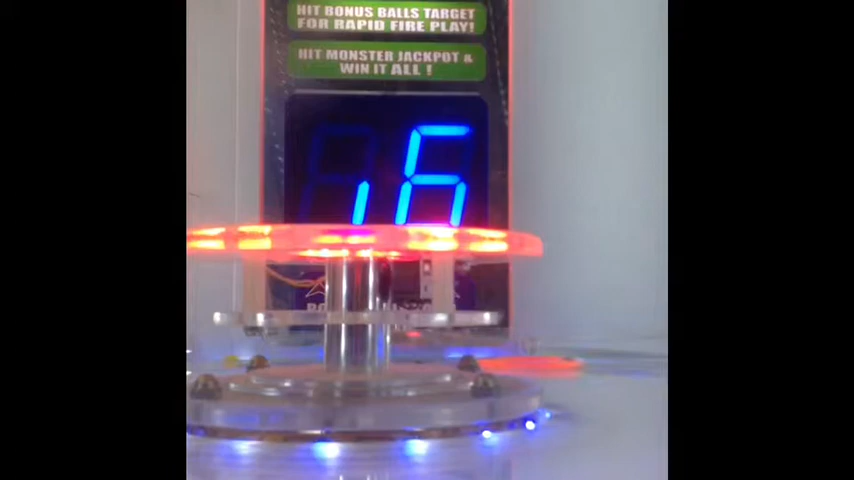 HIT BONUS BALLS TARGET
FOR RAPID FIRE PLAY!
HIT MONSTER JACKPOT &
WIN IT ALL !